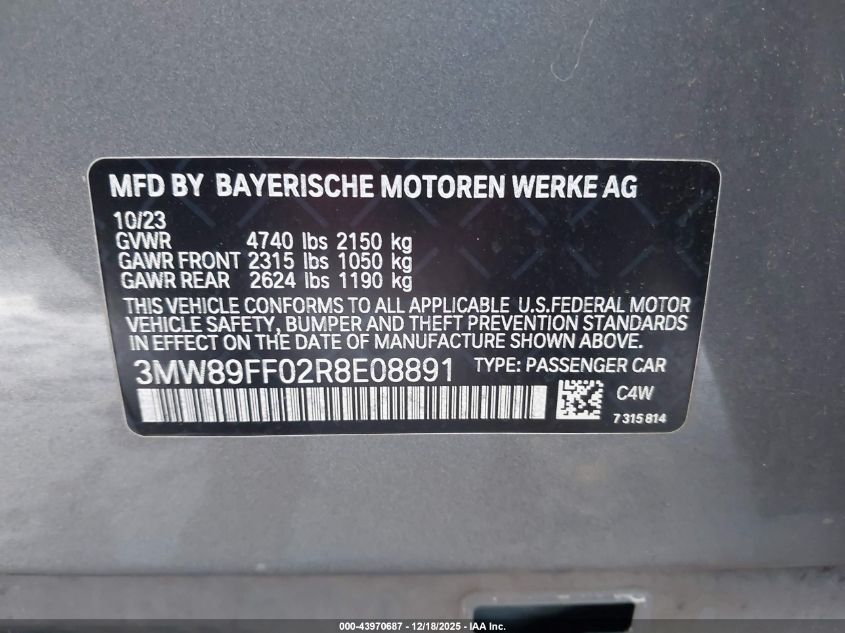 MFD BY BAYERISCHE MOTOREN WERKE AG
10/23
GVWR 4740 lbs 2150 kg
GAWR FRONT 2315 lbs 1050 kg
GAWR REAR 2624 lbs 1190 kg
THIS VEHICLE CONFORMS TO ALL APPLICABLE U.S.FEDERAL MOTOR
VEHICLE SAFETY, BUMPER AND THEFT PREVENTION STANDARDS
IN EFFECT ON THE DATE OF MANUFACTURE SHOWN ABOVE.
3MW89FF02R8E08891 TYPE: PASSENGER CAR
C4W
7315814
000-43970687 - 12/18/2025 - IAA Inc.